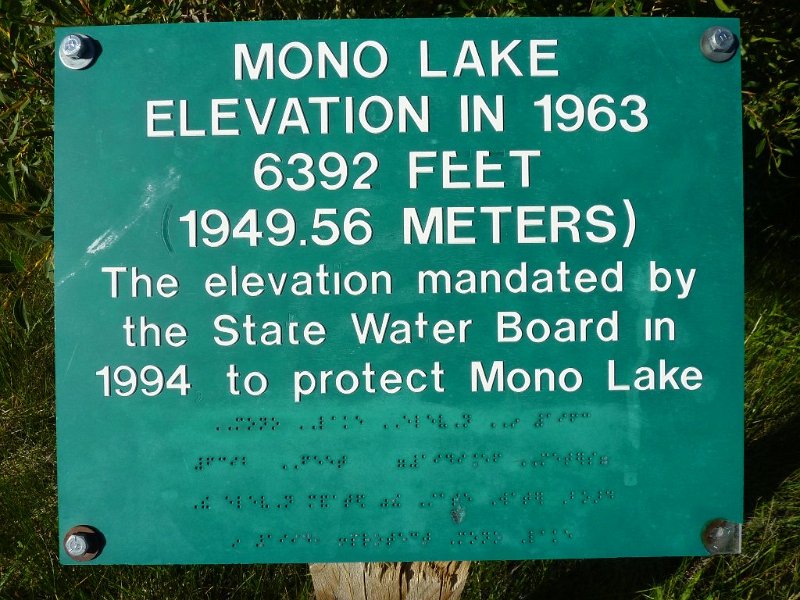 MONO LAKE
ELEVATION IN 1963
6392 FEET
(1949.56 METERS)
The elevation mandated by
the State Water Board in
1994 to protect Mono Lake